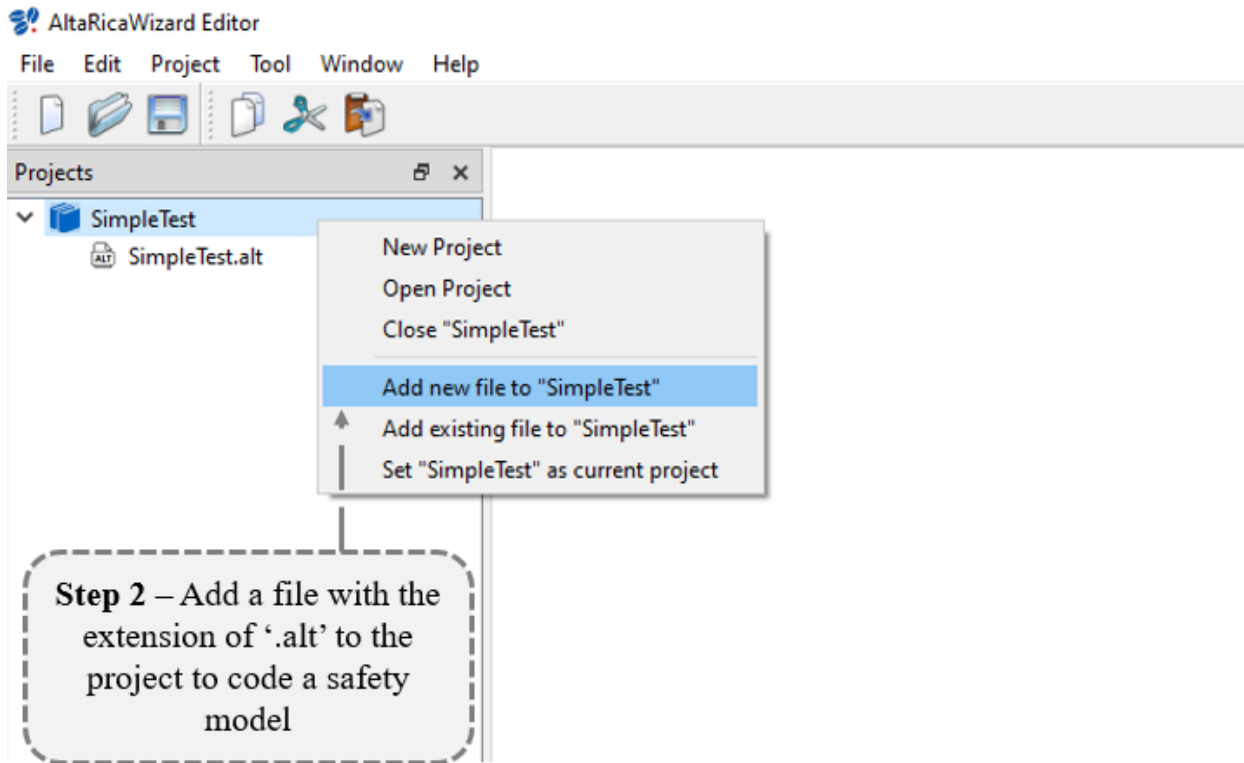 AltaRicaWizard Editor
File Edit Project Tool Window Help
Projects
SimpleTest
ALT SimpleTest.alt
New Project
Open Project
Close "SimpleTest"
Add new file to "SimpleTest"
Add existing file to "SimpleTest"
Set "SimpleTest" as current project
Step 2 – Add a file with the
extension of ‘.alt’ to the
project to code a safety
model